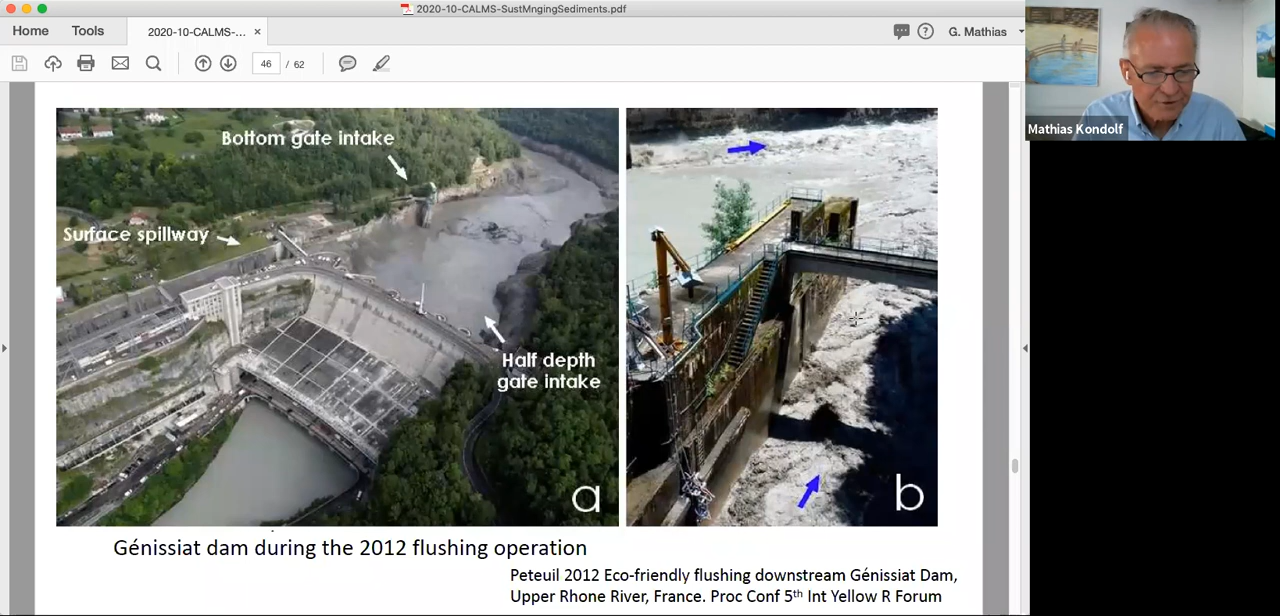 2020-10-CALMS-SustMngingSediments.pdf
Home Tools 2020-10-CALMS-... × G. Mathias
46 / 62
Mathias Kondolf
Bottom gate intake
Surface spillway
Half depth
gate intake
a
b
Génissiat dam during the 2012 flushing operation
Peteuil 2012 Eco-friendly flushing downstream Génissiat Dam,
Upper Rhone River, France. Proc Conf 5th Int Yellow R Forum